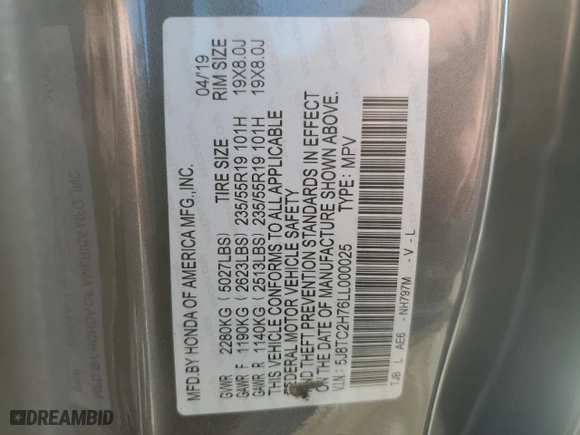 MFD.BY HONDA OF AMERICA MFG.,INC. 04/'19
GVWR 2280KG (5027LBS) TIRE SIZE RIM SIZE
GAWR F 1190KG (2623LBS) 235/55R19 101H 19X8.0J
GAWR R 1140KG (2513LBS) 235/55R19 101H 19X8.0J
THIS VEHICLE CONFORMS TO ALL APPLICABLE
FEDERAL MOTOR VEHICLE SAFETY
AND THEFT PREVENTION STANDARDS IN EFFECT
ON THE DATE OF MANUFACTURE SHOWN ABOVE.
V.I.N: 5J8TC2H76LL000025 TYPE: MPV
TJB L AE6 - NH797M - V - L
DREAMBID